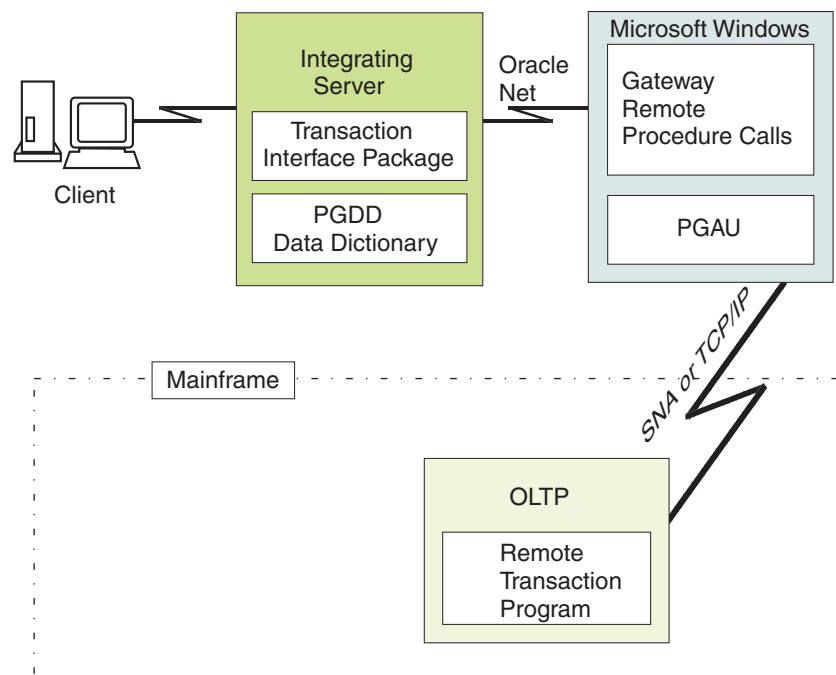 Client
Integrating
Server
Transaction
Interface Package
PGDD
Data Dictionary
Oracle
Net
Microsoft Windows
Gateway
Remote
Procedure Calls
PGAU
SNA or TCP/IP
Mainframe
OLTP
Remote
Transaction
Program